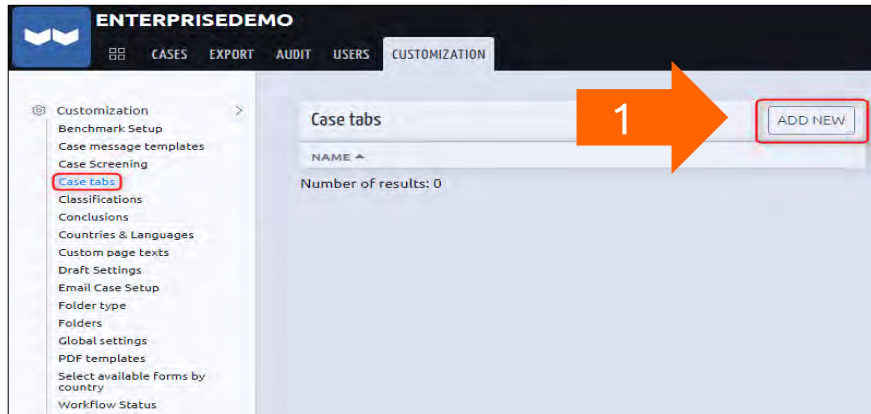 ENTERPRISEDEMO
CASES EXPORT AUDIT USERS CUSTOMIZATION
Customization >
Benchmark Setup
Case message templates
Case Screening
Case tabs
Classifications
Conclusions
Countries & Languages
Custom page texts
Draft Settings
Email Case Setup
Folder type
Folders
Global settings
PDF templates
Select available forms by
country
Workflow Status
Case tabs
1
ADD NEW
NAME
Number of results: 0